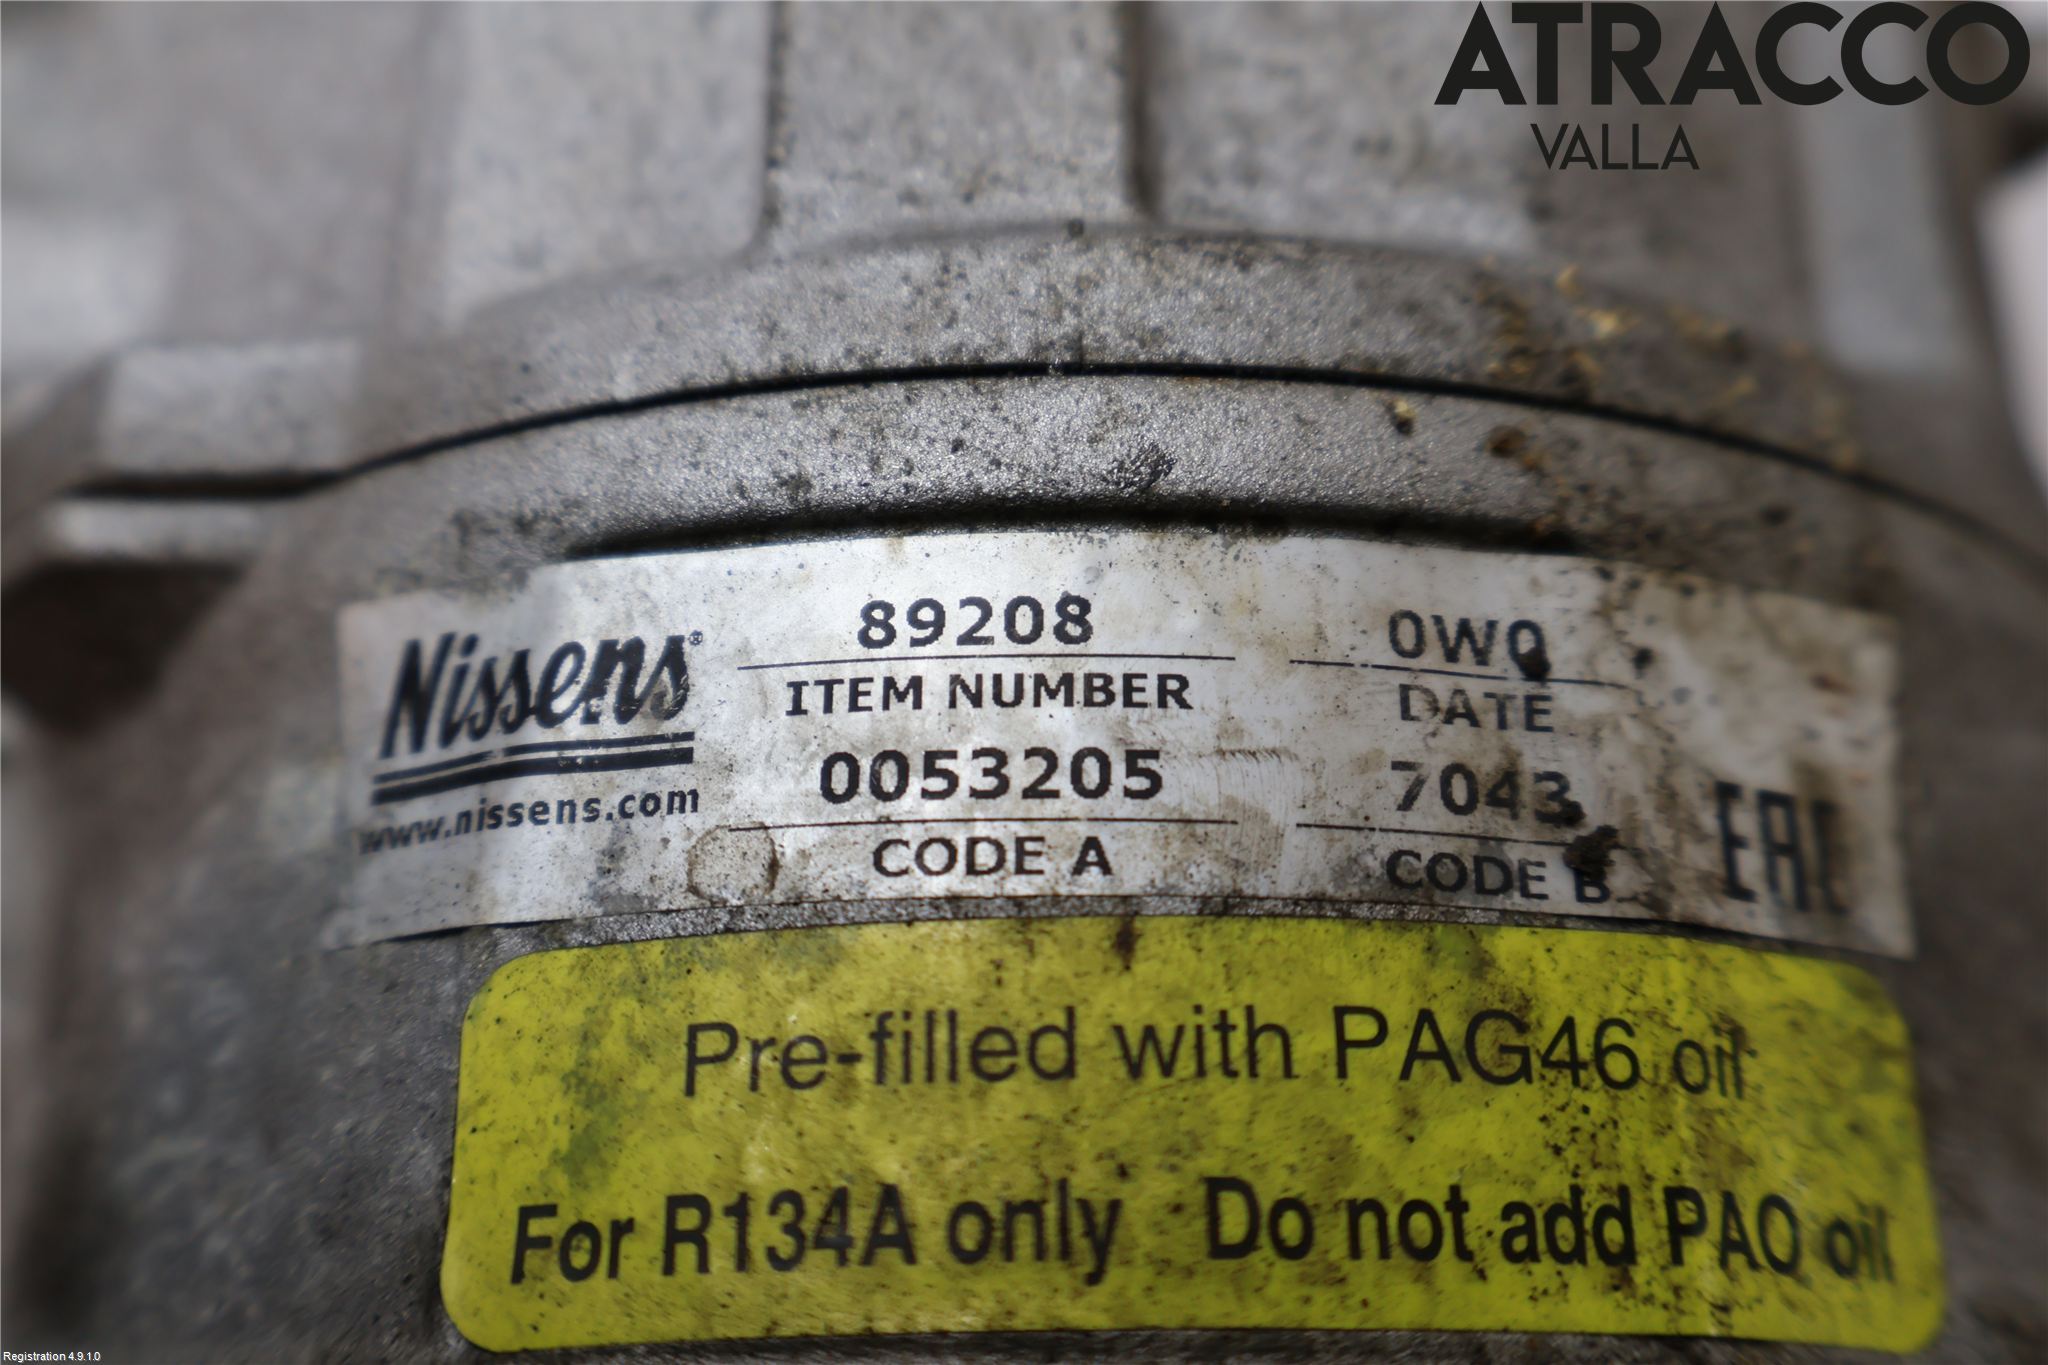 ATRACCO
VALLA
Nissens®
www.nissens.com
89208
ITEM NUMBER
0053205
CODE A
DATE
7043
CODE B
EAC
Pre-filled with PAG46 oil
For R134A only Do not add PAO oil
Registration 4.9.1.0